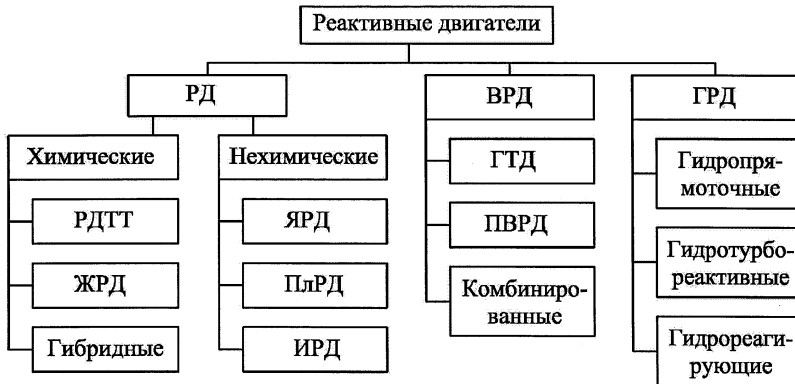 Реактивные двигатели
РД
ВРД
ГРД
Химические
Нехимические
ГТД
Гидропря-
моточные
РДТТ
ЯРД
ПВРД
Гидротурбо-
реактивные
ЖРД
ПлРД
Комбиниро-
ванные
Гибридные
ИРД
Гидрореаги-
рующие